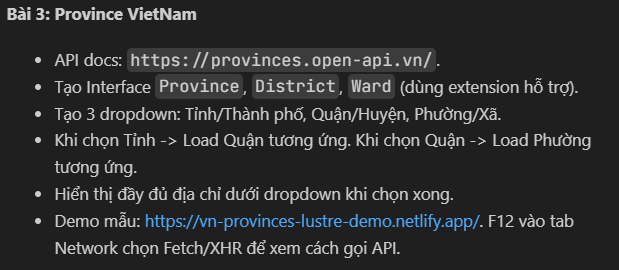 Bài 3: Province VietNam
API docs: https://provinces.open-api.vn/.
Tạo Interface Province, District, Ward (dùng extension hỗ trợ).
Tạo 3 dropdown: Tỉnh/Thành phố, Quận/Huyện, Phường/Xã.
Khi chọn Tỉnh -> Load Quận tương ứng. Khi chọn Quận -> Load Phường
tương ứng.
Hiển thị đầy đủ địa chỉ dưới dropdown khi chọn xong.
Demo mẫu: https://vn-provinces-lustre-demo.netlify.app/. F12 vào tab
Network chọn Fetch/XHR để xem cách gọi API.